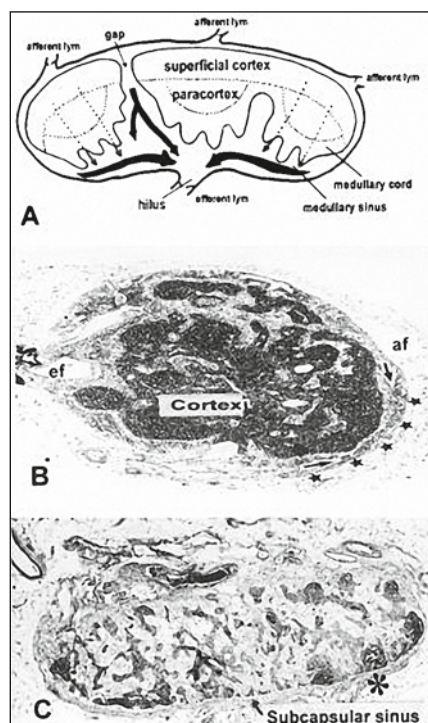 afferent lym
gap
afferent lym
superficial cortex
afferent lym
paracortex
medullary cord
hilus
efferent lym
medullary sinus
A
af
ef
Cortex
B
C
Subcapsular sinus